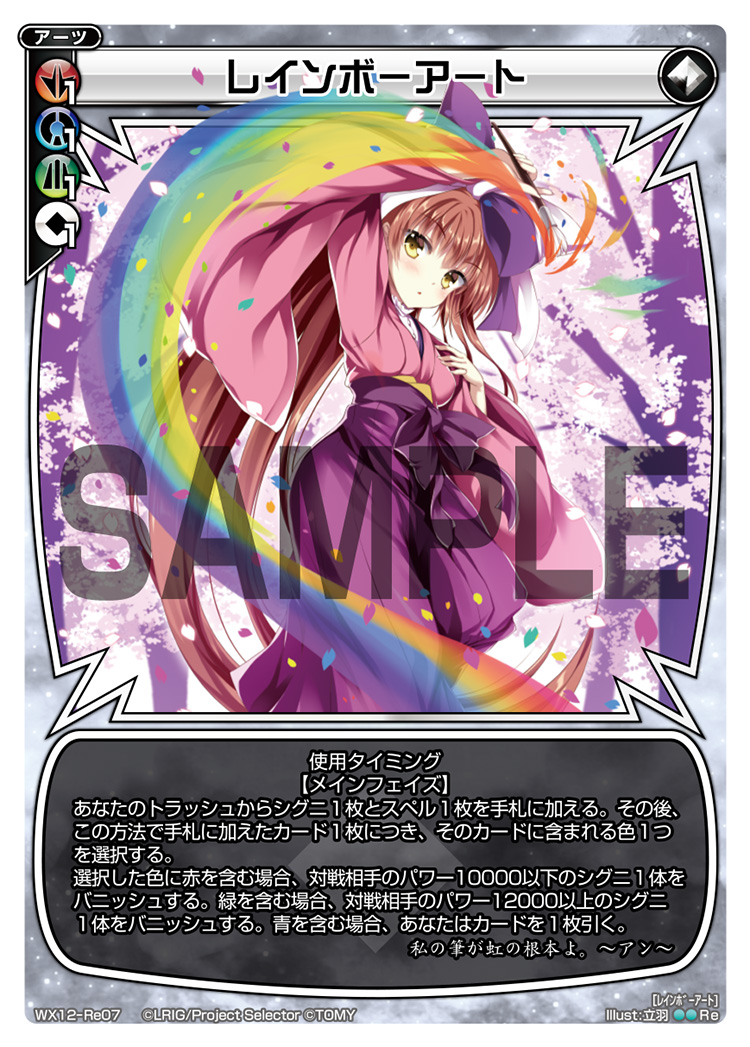 アーツ
レインボーアート
1
1
1
1
SAMPLE
使用タイミング
【メインフェイズ】
あなたのトラッシュからシグニ1枚とスペル1枚を手札に加える。その後、
この方法で手札に加えたカード1枚につき、そのカードに含まれる色1つ
を選択する。
選択した色に赤を含む場合、対戦相手のパワー10000以下のシグニ1体を
バニッシュする。緑を含む場合、対戦相手のパワー12000以上のシグニ
1体をバニッシュする。青を含む場合、あなたはカードを1枚引く。
私の筆が虹の根本よ。～アン～
[レインボーアート]
WX12-Re07 ©LRIG/Project Selector ©TOMY Illust:立羽 Re